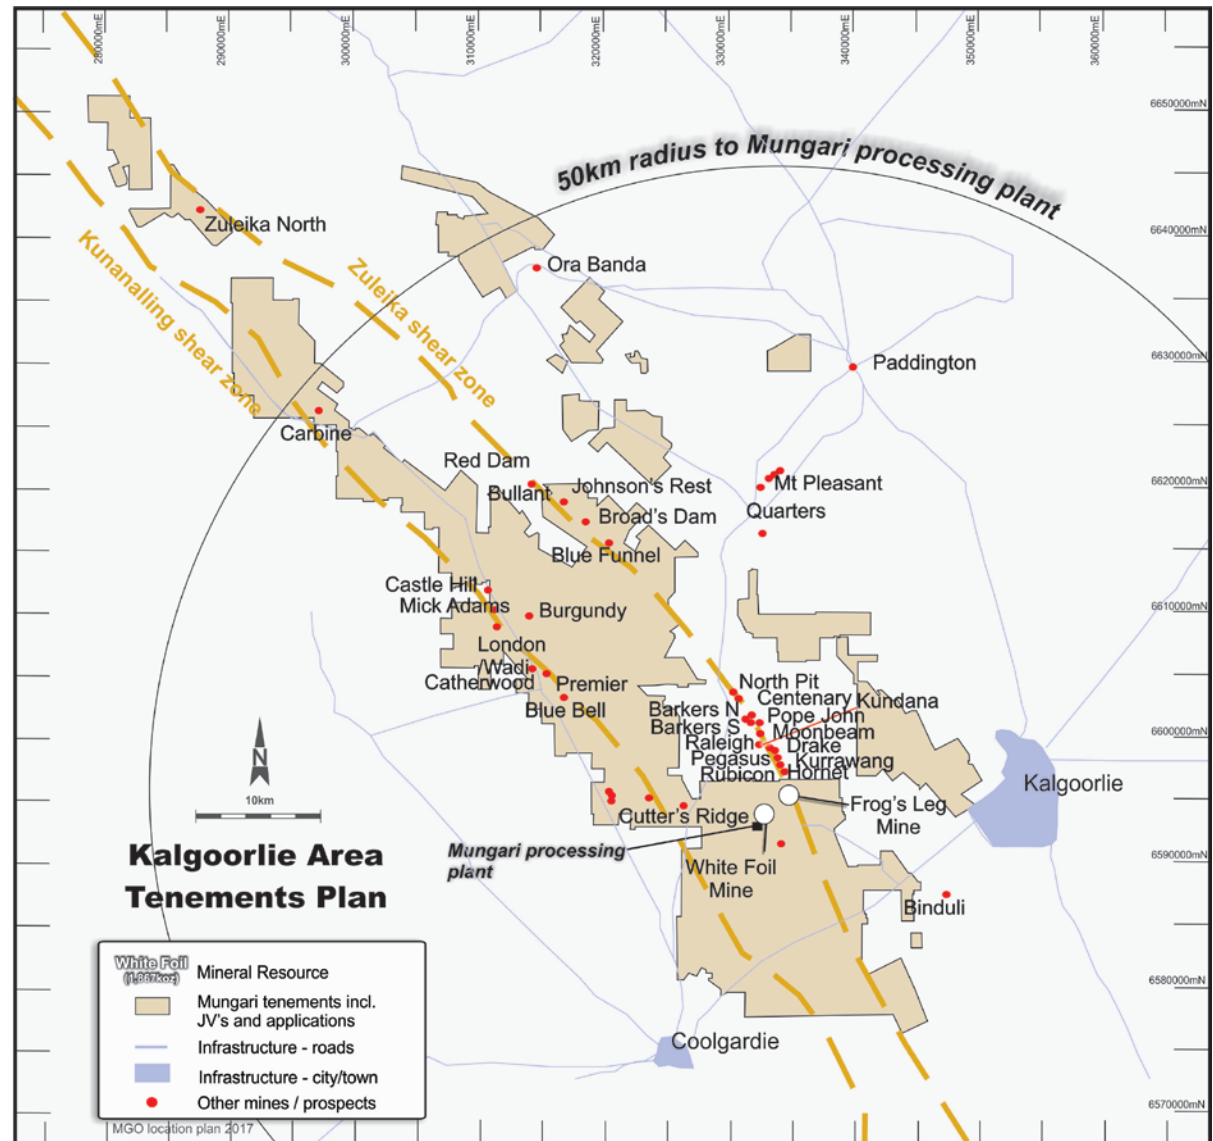 280000mE
290000mE
300000mE
310000mE
320000mE
330000mE
340000mE
350000mE
360000mE
6650000mN
6640000mN
6630000mN
6620000mN
6610000mN
6600000mN
6590000mN
6580000mN
6570000mN
50km radius to Mungari processing plant
Zuleika North
Kunanalling shear zone
Zuleika shear zone
Ora Banda
Paddington
Carbine
Red Dam
Bullant
Johnson's Rest
Broad's Dam
Blue Funnel
Mt Pleasant
Quarters
Castle Hill
Mick Adams
Burgundy
London
/Wadi
Catherwood
Premier
Blue Bell
North Pit
Centenary
Kundana
Barkers N
Pope John
Barkers S
Moonbeam
Raleigh
Drake
Pegasus
Kurrawang
Rubicon
Hornet
Kalgoorlie
Frog's Leg
Mine
Cutter's Ridge
Mungari processing
plant
White Foil
Mine
Binduli
Coolgardie
N
10km
Kalgoorlie Area
Tenements Plan
White Foil
(1,667koz)
Mineral Resource
Mungari tenements incl.
JV's and applications
Infrastructure - roads
Infrastructure - city/town
Other mines / prospects
MGO location plan 2017